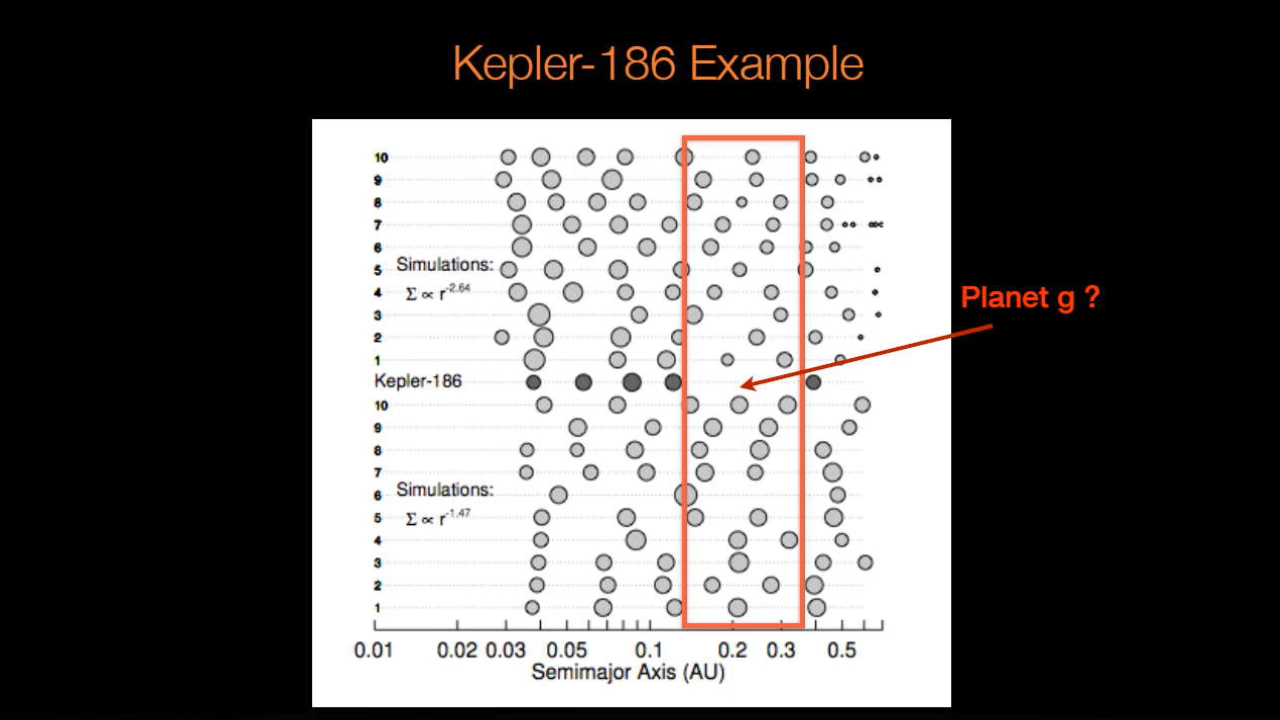 Kepler-186 Example
10
9
8
7
6
5
Simulations:
4
Σ ∝ r-2.64
3
2
1
Planet g ?
Kepler-186
10
9
8
7
6
Simulations:
5
Σ ∝ r-1.47
4
3
2
1
0.01 0.02 0.03 0.05 0.1 0.2 0.3 0.5
Semimajor Axis (AU)